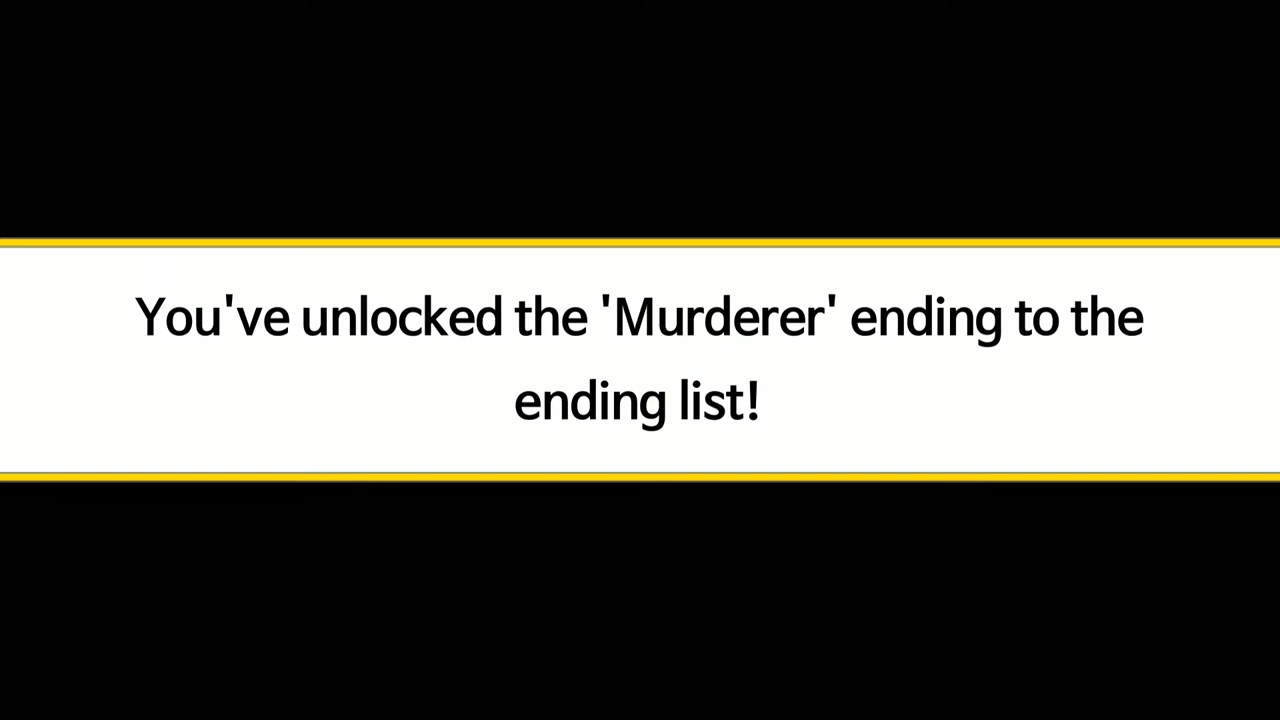 You've unlocked the 'Murderer' ending to the
ending list!